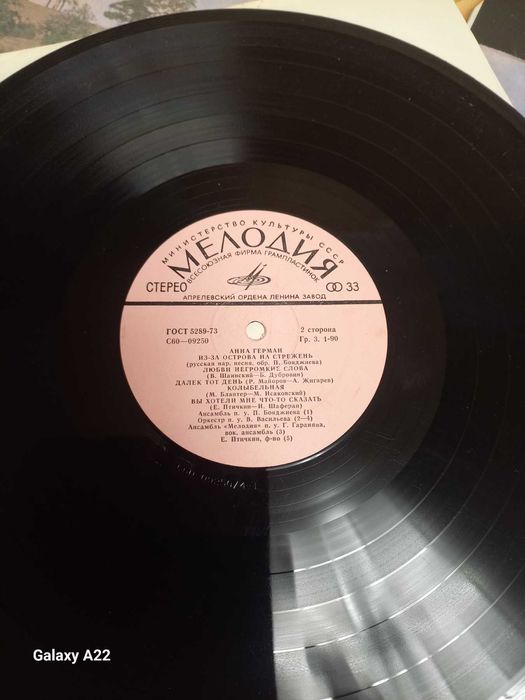 МИНИСТЕРСТВО КУЛЬТУРЫ СССР
МЕЛОДИЯ
ВСЕСОЮЗНАЯ ФИРМА ГРАМПЛАСТИНОК
СТЕРЕО 33
АПРЕЛЕВСКИЙ ОРДЕНА ЛЕНИНА ЗАВОД
ГОСТ 5289-73 2 сторона
С60—09250 Гр. 3. 1-90
АННА ГЕРМАН
ИЗ-ЗА ОСТРОВА НА СТРЕЖЕНЬ
(русская нар. песня, обр. П. Бонджиева)
ЛЮБВИ НЕГРОМКИЕ СЛОВА
(В. Шаинский—Б. Дубровин)
ДАЛЕК ТОТ ДЕНЬ (Р. Майоров—А. Жигарев)
КОЛЫБЕЛЬНАЯ
(М. Блантер—М. Исаковский)
ВЫ ХОТЕЛИ МНЕ ЧТО-ТО СКАЗАТЬ
(Е. Птичкин—И. Шаферан)
Ансамбль п. у. П. Бонджиева (1)
Оркестр п. у. В. Васильева (2—4)
Ансамбль «Мелодия» п. у. Г. Гараняна,
вок. ансамбль (3)
Е. Птичкин, ф-но (5)
Galaxy A22